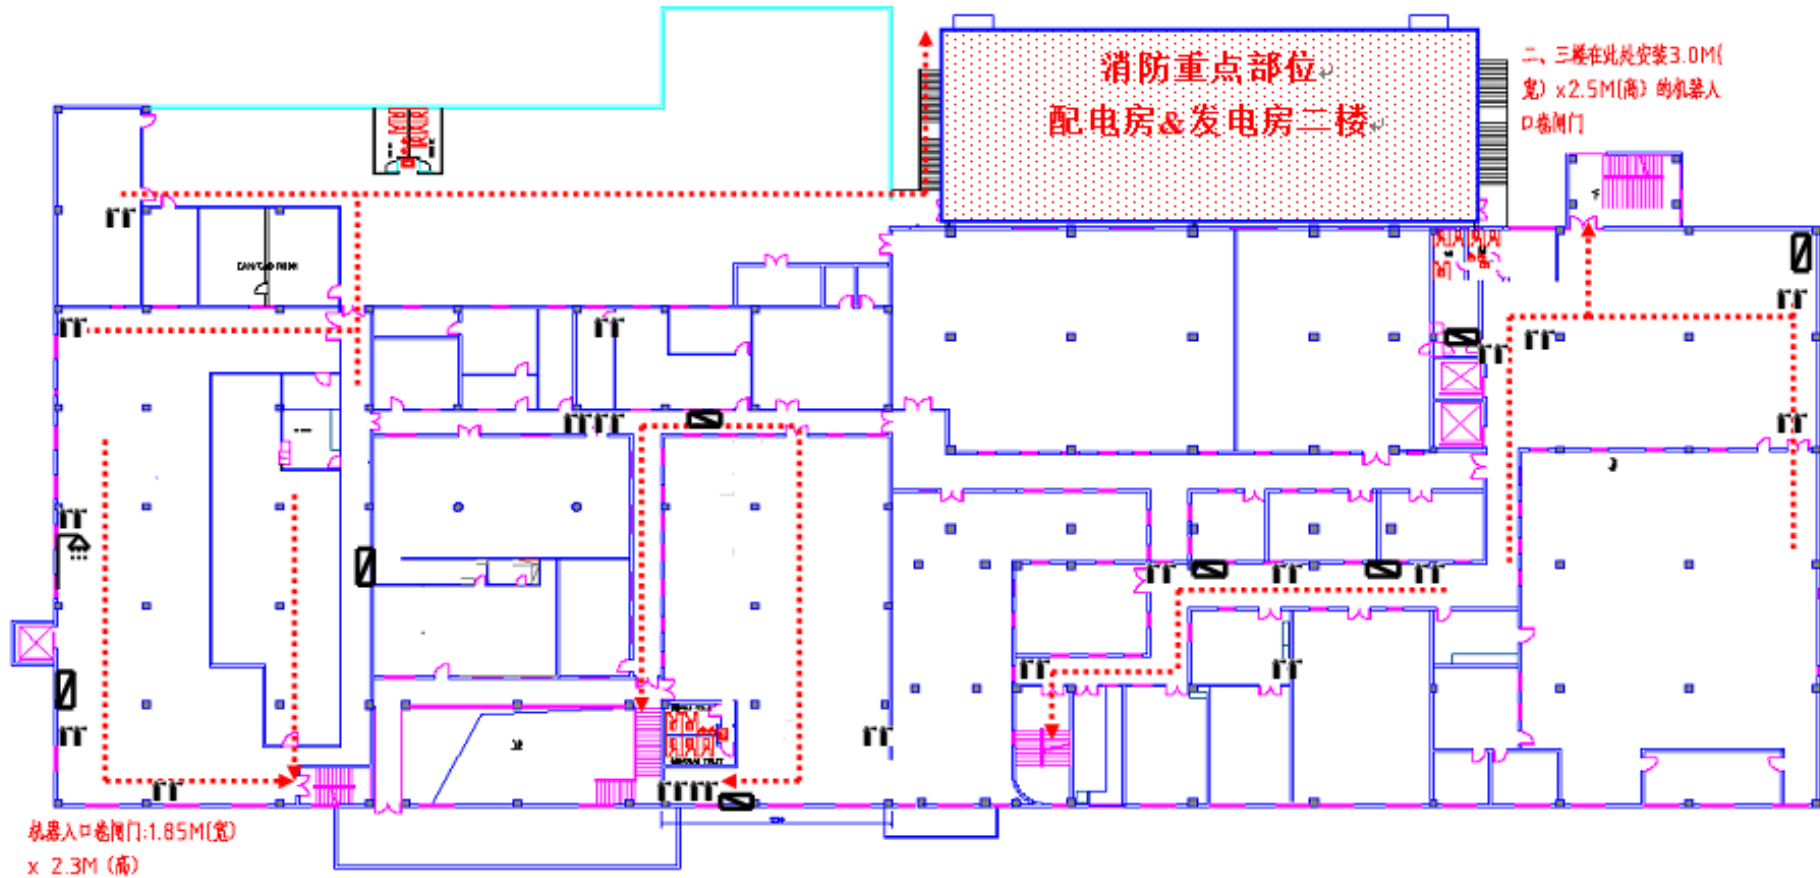 消防重点部位
配电房&发电房二楼
二、三楼在此处安装3.0M(
宽) x2.5M(高) 的机器人
口卷闸门
机器入口卷闸门:1.85M(宽)
x 2.3M (高)